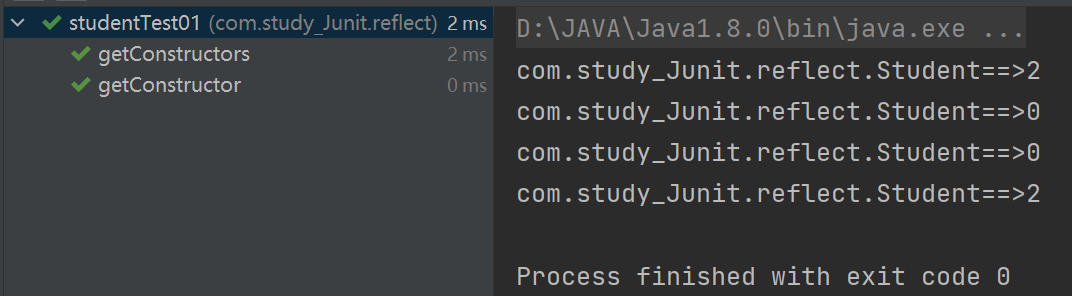 studentTest01 (com.study_Junit.reflect) 2 ms
getConstructors 2 ms
getConstructor 0 ms
D:\JAVA\Java1.8.0\bin\java.exe ...
com.study_Junit.reflect.Student==>2
com.study_Junit.reflect.Student==>0
com.study_Junit.reflect.Student==>0
com.study_Junit.reflect.Student==>2
Process finished with exit code 0